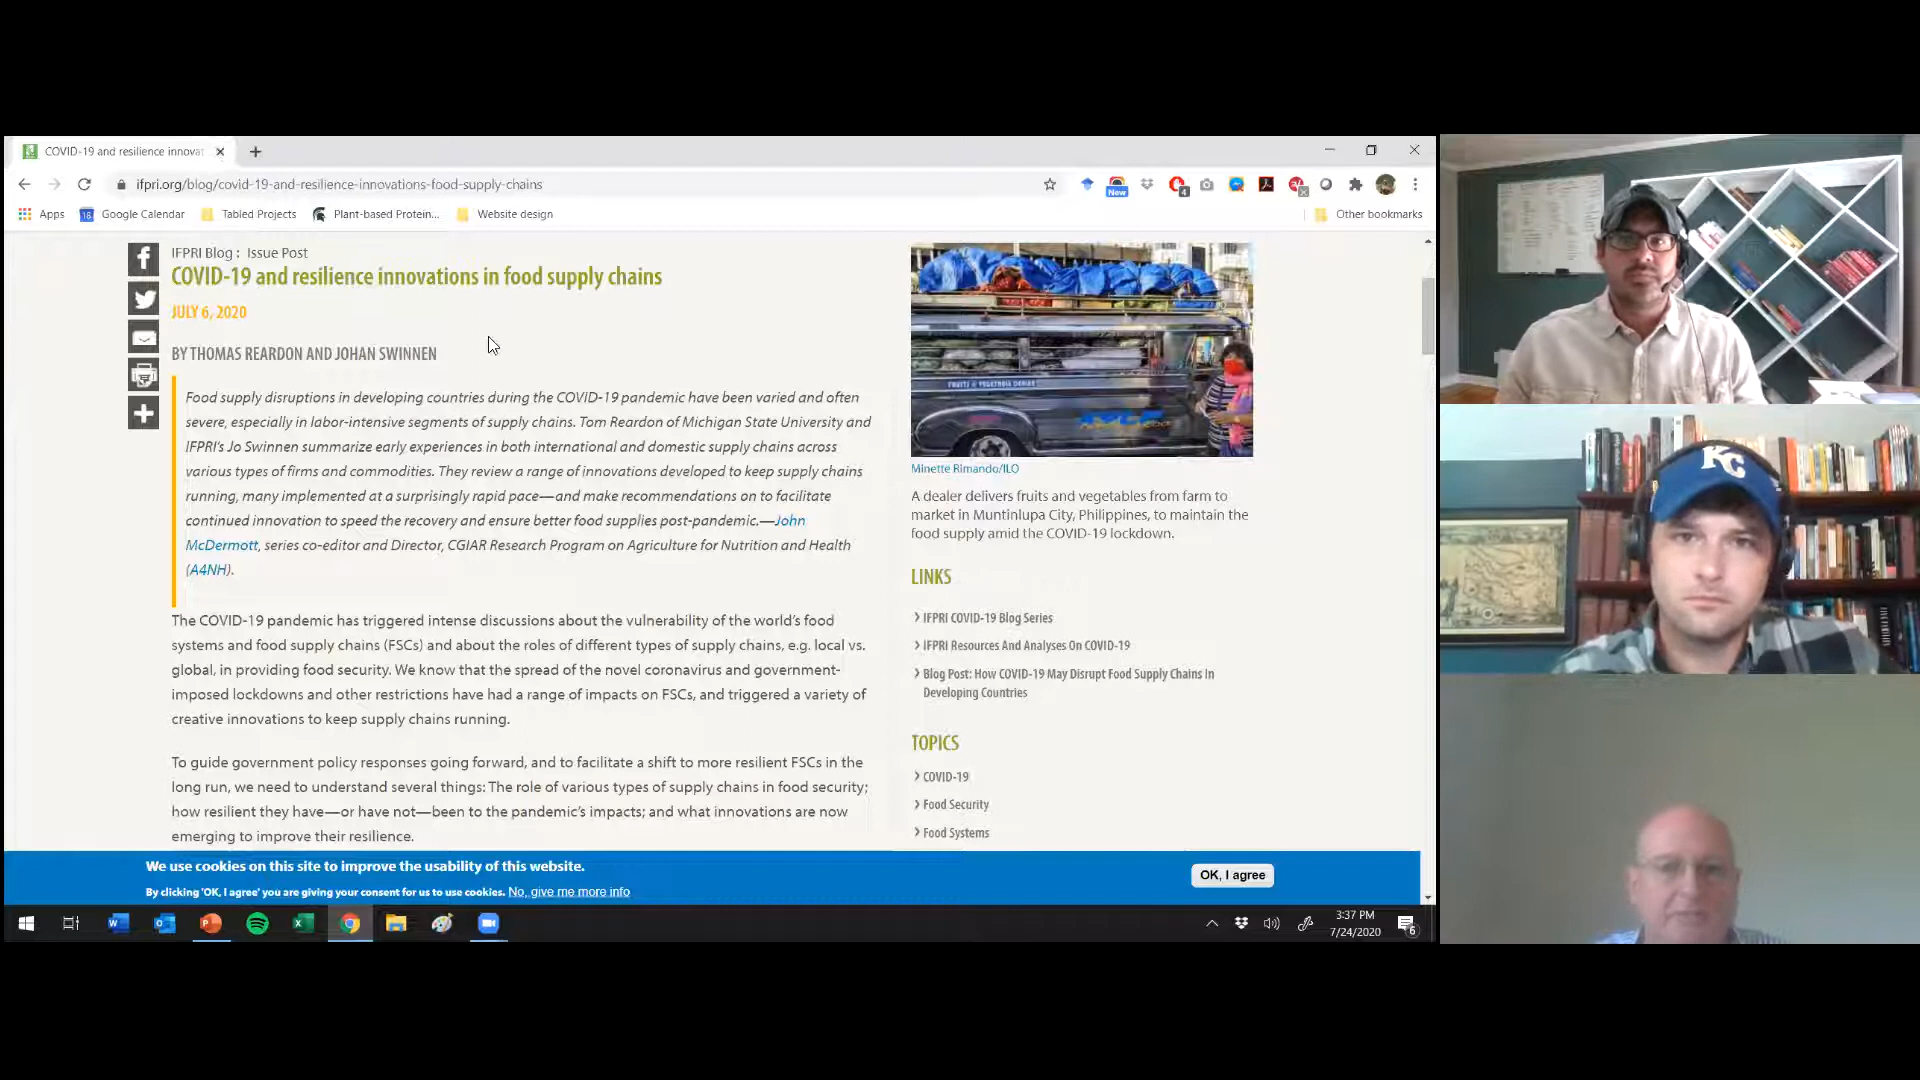 COVID-19 and resilience innovat
ifpri.org/blog/covid-19-and-resilience-innovations-food-supply-chains
New
4
Apps
18
Google Calendar
Tabled Projects
Plant-based Protein...
Website design
Other bookmarks
IFPRI Blog : Issue Post
COVID-19 and resilience innovations in food supply chains
JULY 6, 2020
BY THOMAS REARDON AND JOHAN SWINNEN
Food supply disruptions in developing countries during the COVID-19 pandemic have been varied and often
severe, especially in labor-intensive segments of supply chains. Tom Reardon of Michigan State University and
IFPRI's Jo Swinnen summarize early experiences in both international and domestic supply chains across
various types of firms and commodities. They review a range of innovations developed to keep supply chains
running, many implemented at a surprisingly rapid pace—and make recommendations on to facilitate
continued innovation to speed the recovery and ensure better food supplies post-pandemic.—John
McDermott, series co-editor and Director, CGIAR Research Program on Agriculture for Nutrition and Health
(A4NH).
The COVID-19 pandemic has triggered intense discussions about the vulnerability of the world's food
systems and food supply chains (FSCs) and about the roles of different types of supply chains, e.g. local vs.
global, in providing food security. We know that the spread of the novel coronavirus and government-
imposed lockdowns and other restrictions have had a range of impacts on FSCs, and triggered a variety of
creative innovations to keep supply chains running.
To guide government policy responses going forward, and to facilitate a shift to more resilient FSCs in the
long run, we need to understand several things: The role of various types of supply chains in food security;
how resilient they have—or have not—been to the pandemic's impacts; and what innovations are now
emerging to improve their resilience.
FRUITS & VEGETABLE DEALER
Minette Rimando/ILO
A dealer delivers fruits and vegetables from farm to
market in Muntinlupa City, Philippines, to maintain the
food supply amid the COVID-19 lockdown.
LINKS
IFPRI COVID-19 Blog Series
IFPRI Resources And Analyses On COVID-19
Blog Post: How COVID-19 May Disrupt Food Supply Chains In
Developing Countries
TOPICS
COVID-19
Food Security
Food Systems
We use cookies on this site to improve the usability of this website.
By clicking 'OK, I agree' you are giving your consent for us to use cookies. No, give me more info
OK, I agree
3:37 PM
7/24/2020
6
KC